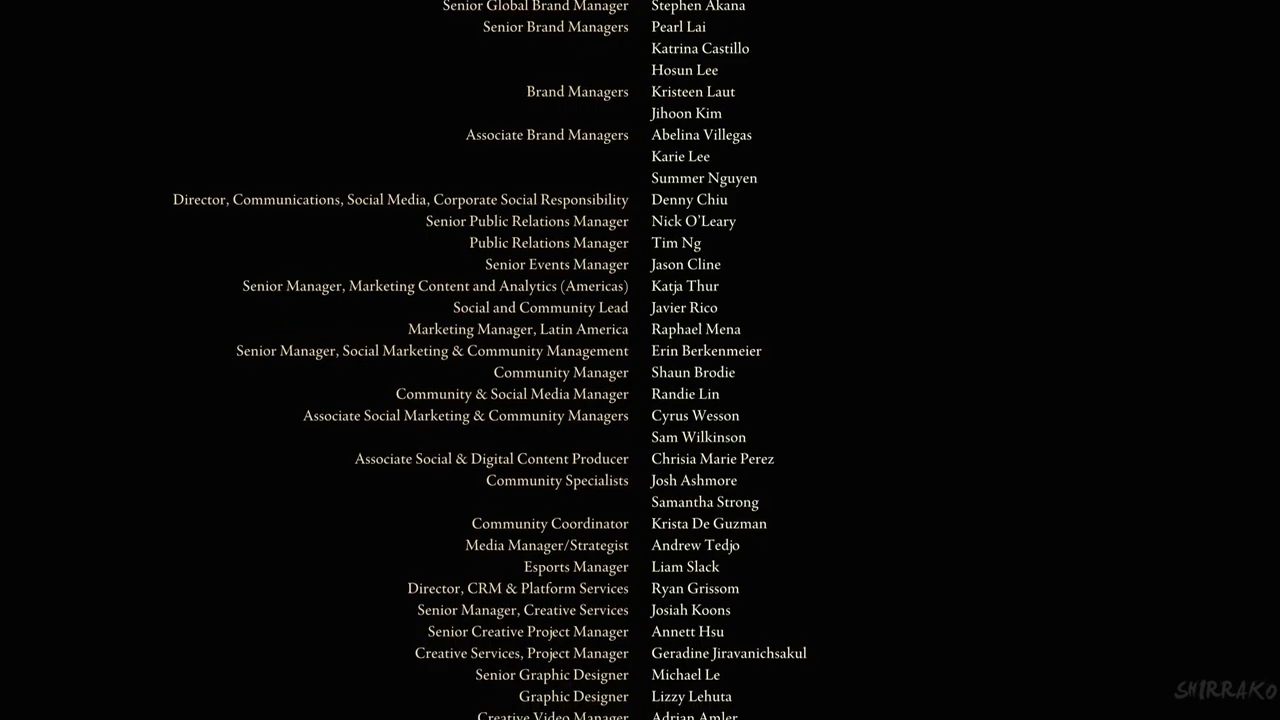 Senior Global Brand Manager Stephen Akana
Senior Brand Managers Pearl Lai
Katrina Castillo
Hosun Lee
Brand Managers Kristeen Laut
Jihoon Kim
Associate Brand Managers Abelina Villegas
Karie Lee
Summer Nguyen
Director, Communications, Social Media, Corporate Social Responsibility Denny Chiu
Senior Public Relations Manager Nick O'Leary
Public Relations Manager Tim Ng
Senior Events Manager Jason Cline
Senior Manager, Marketing Content and Analytics (Americas) Katja Thur
Social and Community Lead Javier Rico
Marketing Manager, Latin America Raphael Mena
Senior Manager, Social Marketing & Community Management Erin Berkenmeier
Community Manager Shaun Brodie
Community & Social Media Manager Randie Lin
Associate Social Marketing & Community Managers Cyrus Wesson
Sam Wilkinson
Associate Social & Digital Content Producer Chrisia Marie Perez
Community Specialists Josh Ashmore
Samantha Strong
Community Coordinator Krista De Guzman
Media Manager/Strategist Andrew Tedjo
Esports Manager Liam Slack
Director, CRM & Platform Services Ryan Grissom
Senior Manager, Creative Services Josiah Koons
Senior Creative Project Manager Annett Hsu
Creative Services, Project Manager Geradine Jiravanichsakul
Senior Graphic Designer Michael Le
Graphic Designer Lizzy Lehuta
Creative Video Manager Adrian Amler
SHIRRAKO